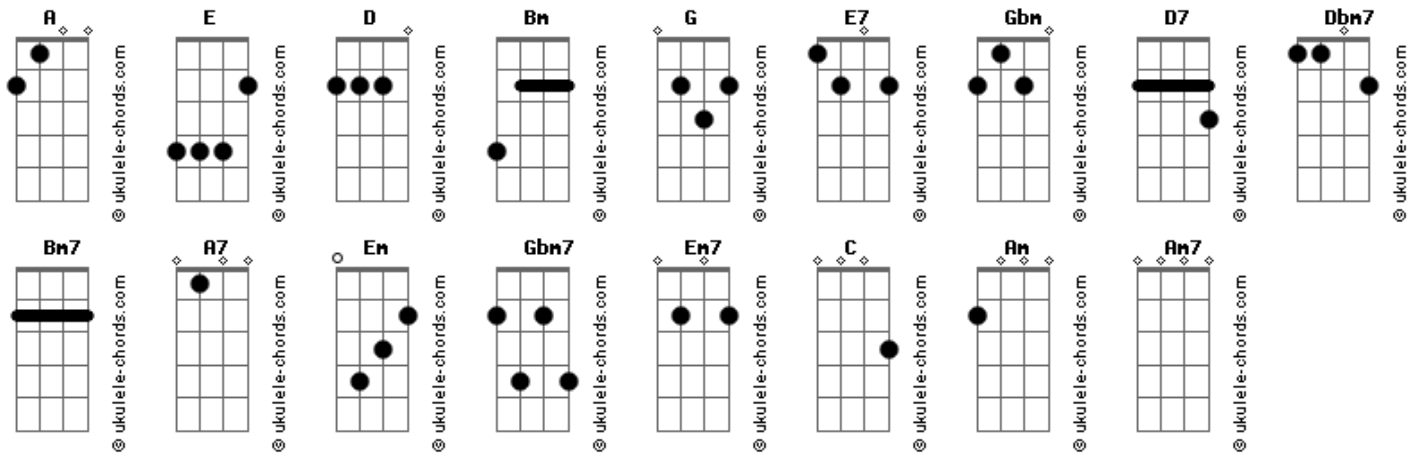 A E D Bm G E7 Gbm D7 Dbm7
© ukulele-chords.com © ukulele-chords.com © ukulele-chords.com © ukulele-chords.com © ukulele-chords.com © ukulele-chords.com © ukulele-chords.com © ukulele-chords.com © ukulele-chords.com
Bm7 A7 Em Gbm7 Em7 C Am Am7
© ukulele-chords.com © ukulele-chords.com © ukulele-chords.com © ukulele-chords.com © ukulele-chords.com © ukulele-chords.com © ukulele-chords.com © ukulele-chords.com